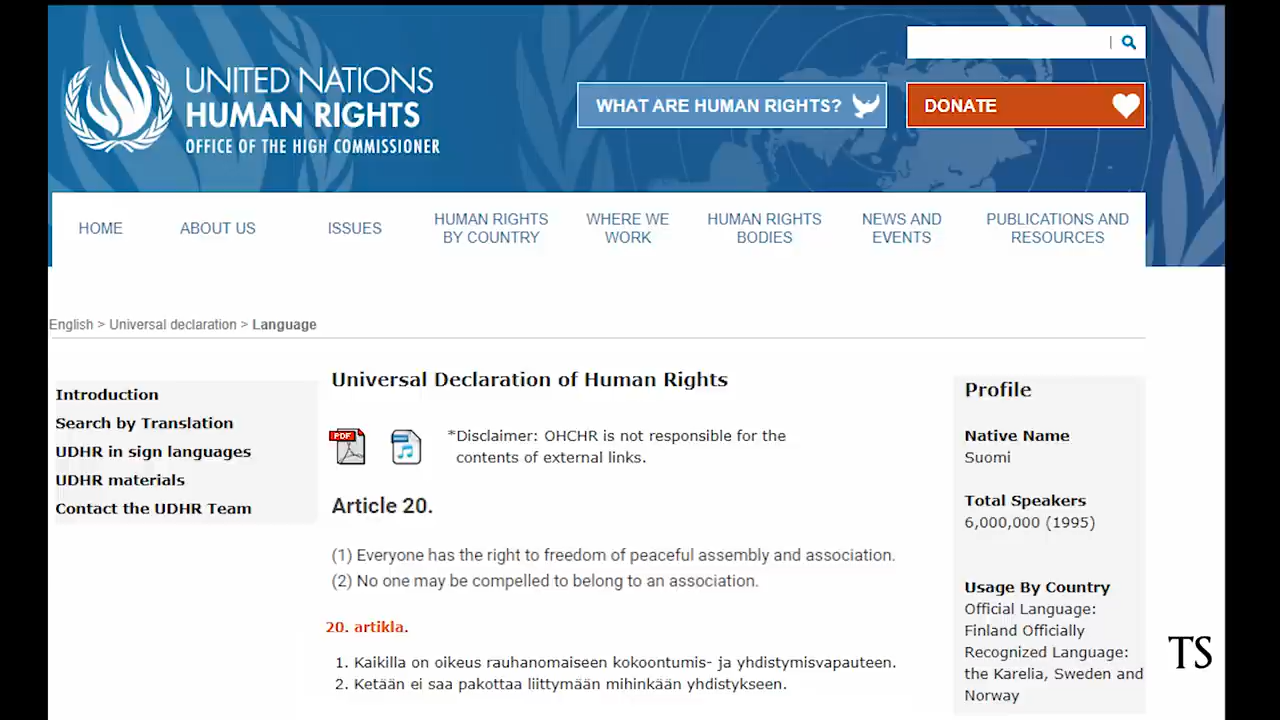 UNITED NATIONS
HUMAN RIGHTS
OFFICE OF THE HIGH COMMISSIONER
WHAT ARE HUMAN RIGHTS?
DONATE
HOME
ABOUT US
ISSUES
HUMAN RIGHTS
BY COUNTRY
WHERE WE
WORK
HUMAN RIGHTS
BODIES
NEWS AND
EVENTS
PUBLICATIONS AND
RESOURCES
English > Universal declaration > Language
Introduction
Search by Translation
UDHR in sign languages
UDHR materials
Contact the UDHR Team
Universal Declaration of Human Rights
PDF
*Disclaimer: OHCHR is not responsible for the
contents of external links.
Article 20.
(1) Everyone has the right to freedom of peaceful assembly and association.
(2) No one may be compelled to belong to an association.
20. artikla.
1. Kaikilla on oikeus rauhanomaiseen kokoontumis- ja yhdistymisvapauteen.
2. Ketään ei saa pakottaa liittymään mihinkään yhdistykseen.
Profile
Native Name
Suomi
Total Speakers
6,000,000 (1995)
Usage By Country
Official Language:
Finland Officially
Recognized Language:
the Karelia, Sweden and
Norway
TS